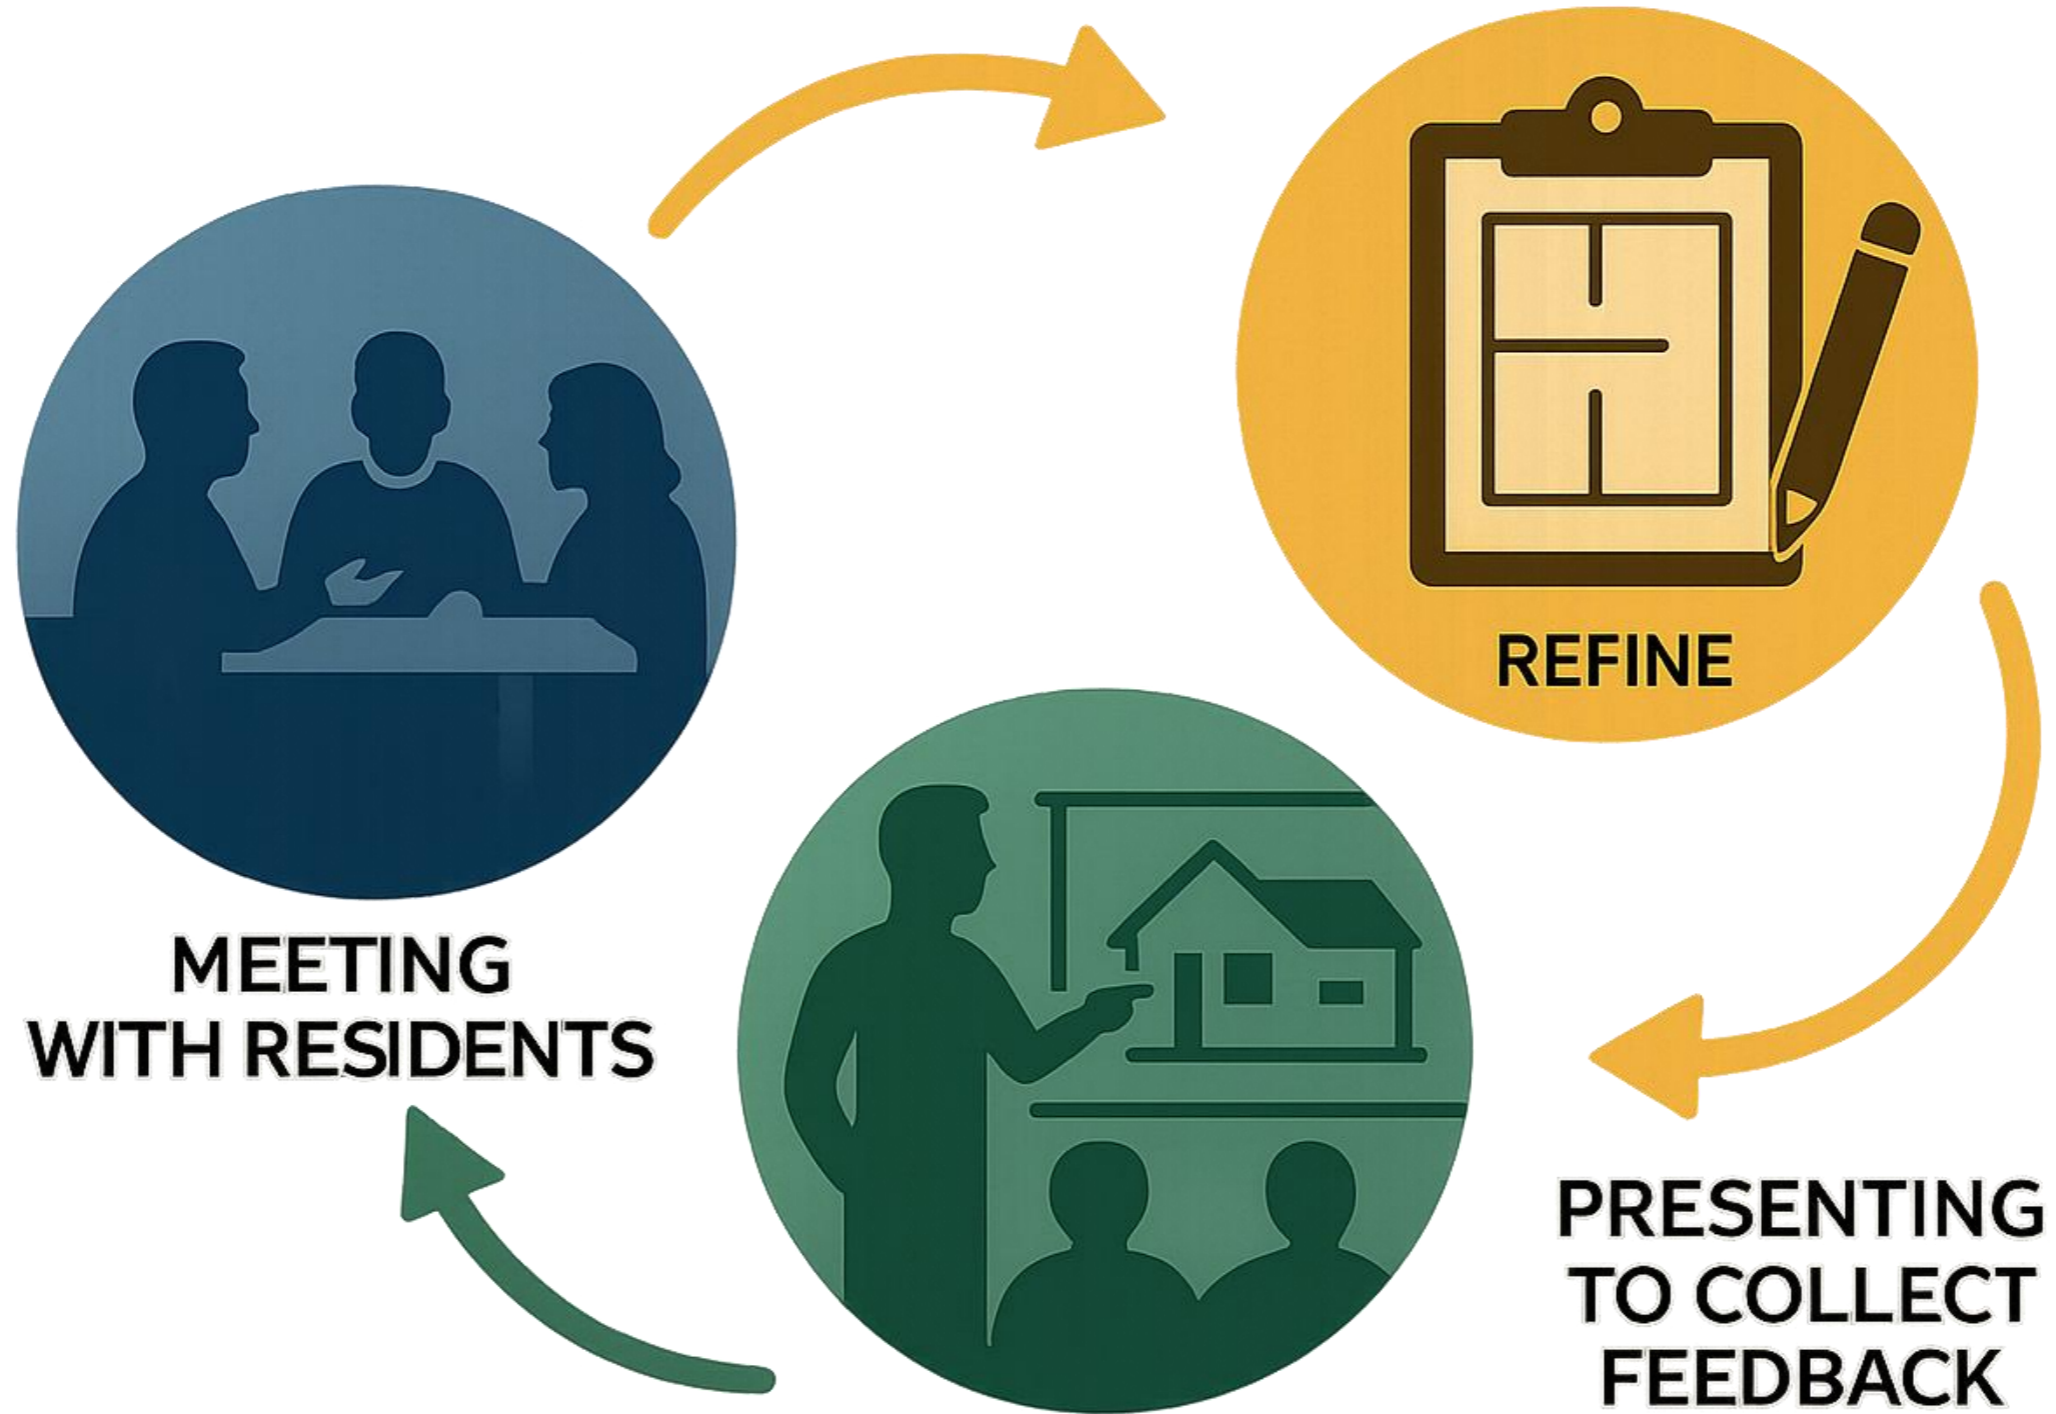 REFINE
MEETING
WITH RESIDENTS
PRESENTING
TO COLLECT
FEEDBACK